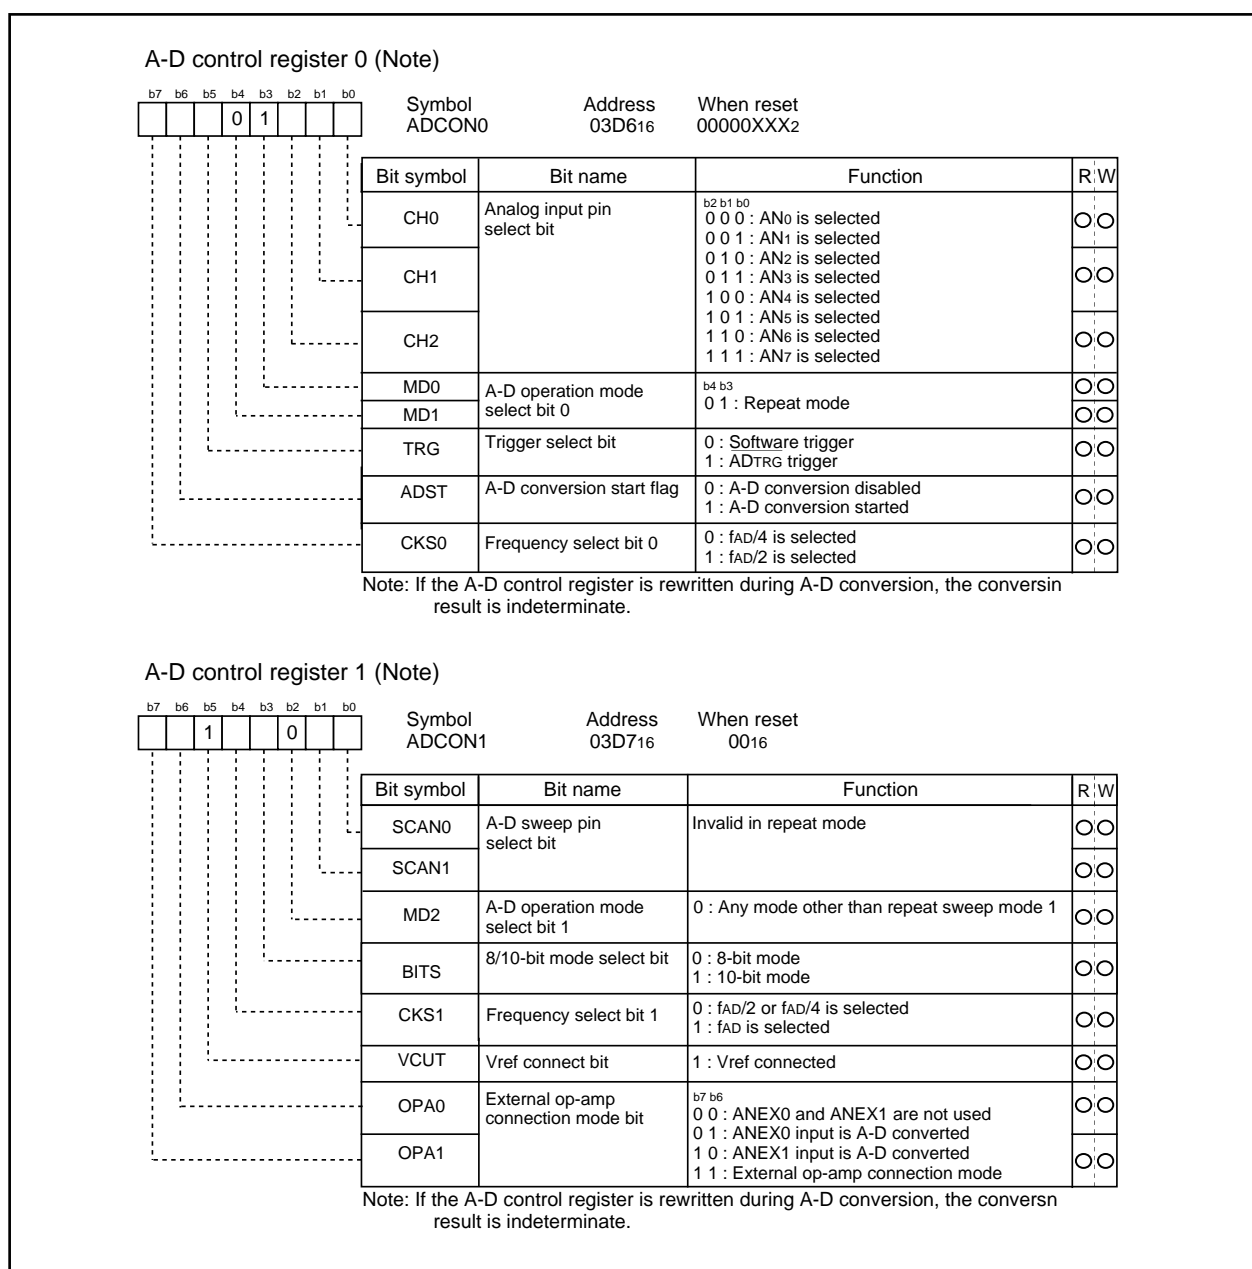 A-D control register 0 (Note)
b7 b6 b5 b4 b3 b2 b1 b0
0 1
Symbol Address When reset
ADCON0 03D616 00000XXX2
Bit symbol Bit name Function R W
CH0 Analog input pin select bit b2 b1 b0
0 0 0 : AN0 is selected
0 0 1 : AN1 is selected
0 1 0 : AN2 is selected
CH1 0 1 1 : AN3 is selected
1 0 0 : AN4 is selected
1 0 1 : AN5 is selected
CH2 1 1 0 : AN6 is selected
1 1 1 : AN7 is selected
MD0 A-D operation mode b4 b3
MD1 select bit 0 0 1 : Repeat mode
TRG Trigger select bit 0 : Software trigger
1 : ADTRG trigger
ADST A-D conversion start flag 0 : A-D conversion disabled
1 : A-D conversion started
CKS0 Frequency select bit 0 0 : fAD/4 is selected
1 : fAD/2 is selected
Note: If the A-D control register is rewritten during A-D conversion, the conversin
result is indeterminate.
A-D control register 1 (Note)
b7 b6 b5 b4 b3 b2 b1 b0
1 0
Symbol Address When reset
ADCON1 03D716 0016
Bit symbol Bit name Function R W
SCAN0 A-D sweep pin Invalid in repeat mode
select bit
SCAN1
MD2 A-D operation mode 0 : Any mode other than repeat sweep mode 1
select bit 1
BITS 8/10-bit mode select bit 0 : 8-bit mode
1 : 10-bit mode
CKS1 Frequency select bit 1 0 : fAD/2 or fAD/4 is selected
1 : fAD is selected
VCUT Vref connect bit 1 : Vref connected
OPA0 External op-amp b7 b6
connection mode bit 0 0 : ANEX0 and ANEX1 are not used
0 1 : ANEX0 input is A-D converted
OPA1 1 0 : ANEX1 input is A-D converted
1 1 : External op-amp connection mode
Note: If the A-D control register is rewritten during A-D conversion, the conversn
result is indeterminate.